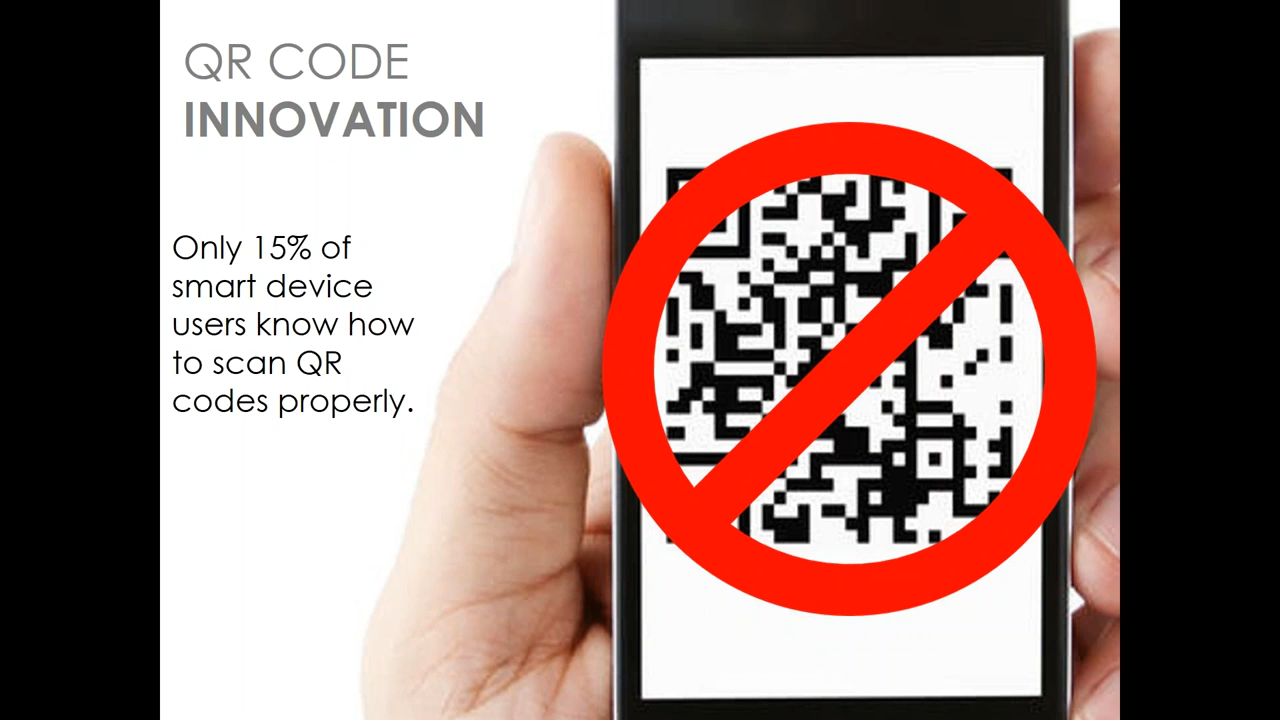 QR CODE
INNOVATION
Only 15% of
smart device
users know how
to scan QR
codes properly.